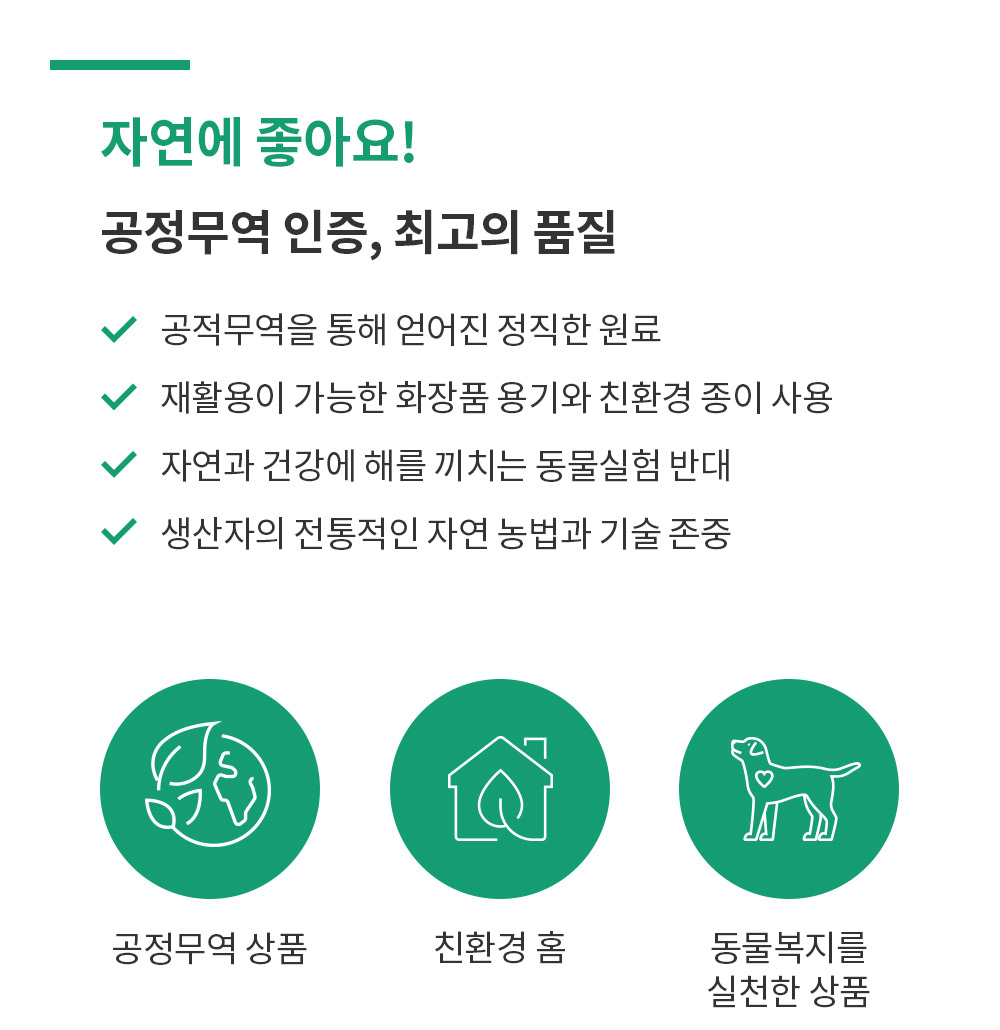 자연에 좋아요!
공정무역 인증, 최고의 품질
공적무역을 통해 얻어진 정직한 원료
재활용이 가능한 화장품 용기와 친환경 종이 사용
자연과 건강에 해를 끼치는 동물실험 반대
생산자의 전통적인 자연 농법과 기술 존중
공정무역 상품
친환경 홈
동물복지를
실천한 상품